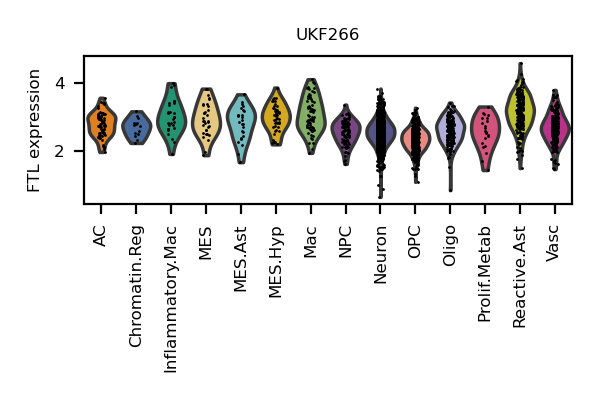 UKF266
FTL expression
4
2
AC
Chromatin.Reg
Inflammatory.Mac
MES
MES.Ast
MES.Hyp
Mac
NPC
Neuron
OPC
Oligo
Prolif.Metab
Reactive.Ast
Vasc